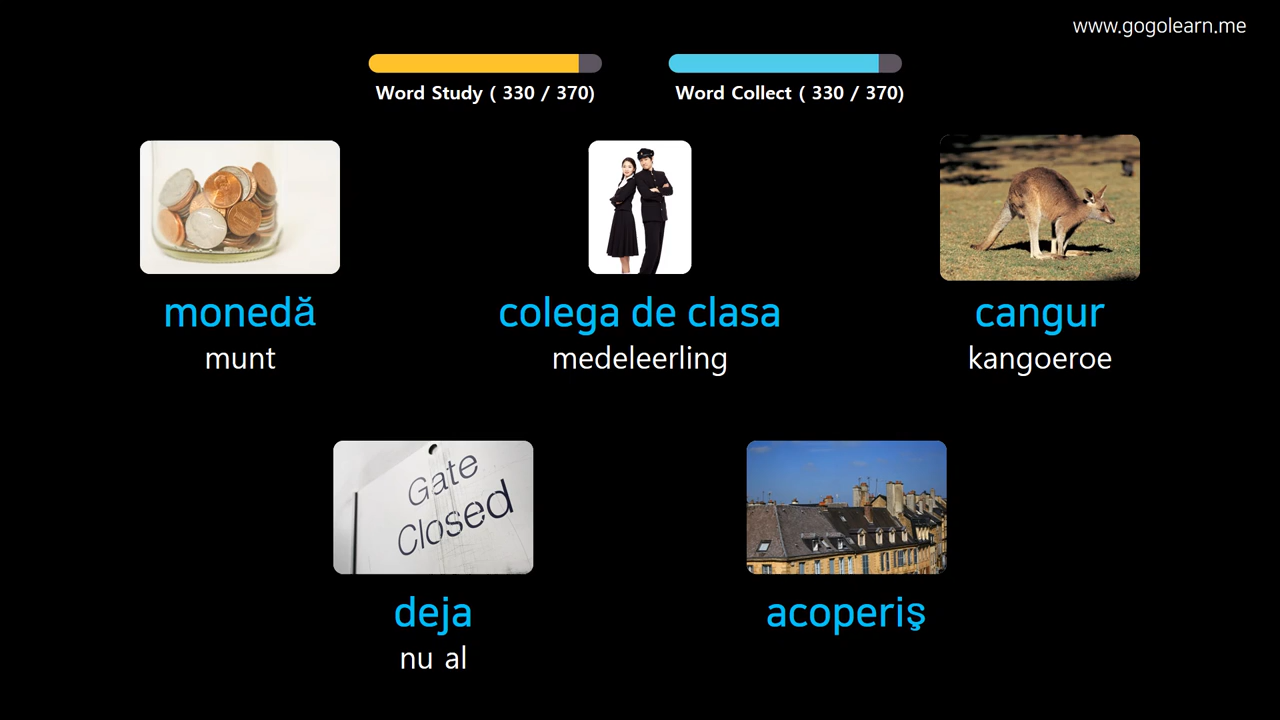 www.gogolearn.me
Word Study ( 330 / 370)
Word Collect ( 330 / 370)
monedă
munt
colega de clasa
medeleerling
cangur
kangoeroe
Gate
Closed
deja
nu al
acoperiş